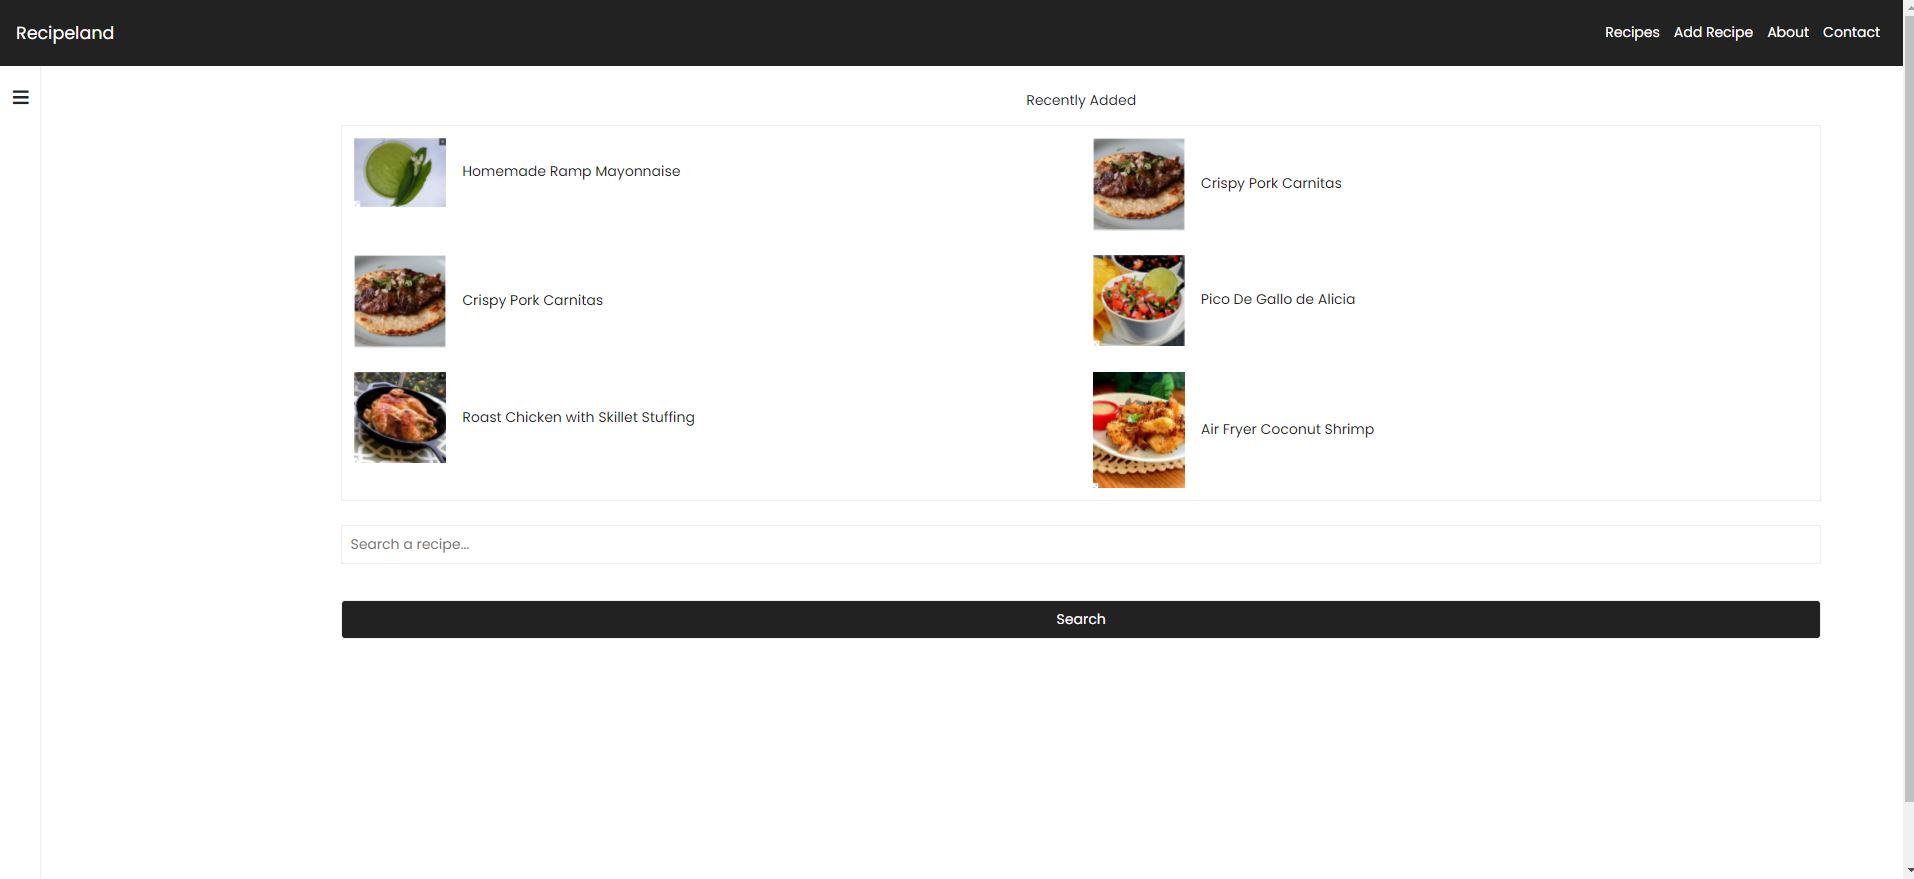 Recipeland
Recipes Add Recipe About Contact
Recently Added
Homemade Ramp Mayonnaise
Crispy Pork Carnitas
Crispy Pork Carnitas
Pico De Gallo de Alicia
Roast Chicken with Skillet Stuffing
Air Fryer Coconut Shrimp
Search a recipe...
Search